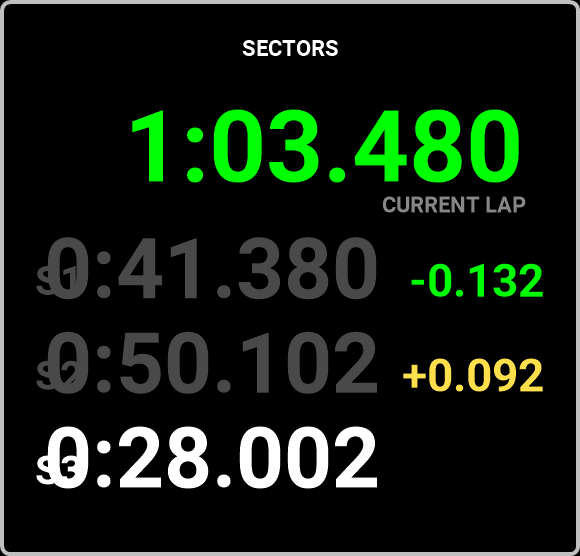 SECTORS
1:03.480
CURRENT LAP
S1 0:41.380 -0.132
S2 0:50.102 +0.092
S3 0:28.002